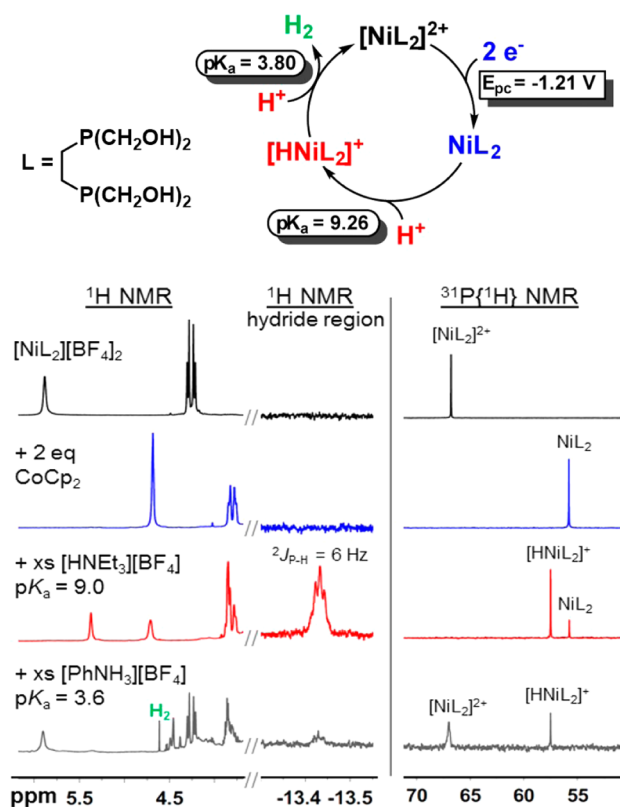 H2
[NiL2]2+
pKa = 3.80
2 e-
Epc = -1.21 V
H+
P(CH2OH)2
L =
P(CH2OH)2
[HNiL2]+
NiL2
pKa = 9.26
H+
1H NMR
1H NMR
hydride region
31P{1H} NMR
[NiL2][BF4]2
[NiL2]2+
+ 2 eq
CoCp2
NiL2
+ xs [HNEt3][BF4]
pKa = 9.0
2JP-H = 6 Hz
[HNiL2]+
NiL2
+ xs [PhNH3][BF4]
pKa = 3.6
H2
[NiL2]2+
[HNiL2]+
ppm 5.5 4.5 -13.4 -13.5 70 65 60 55